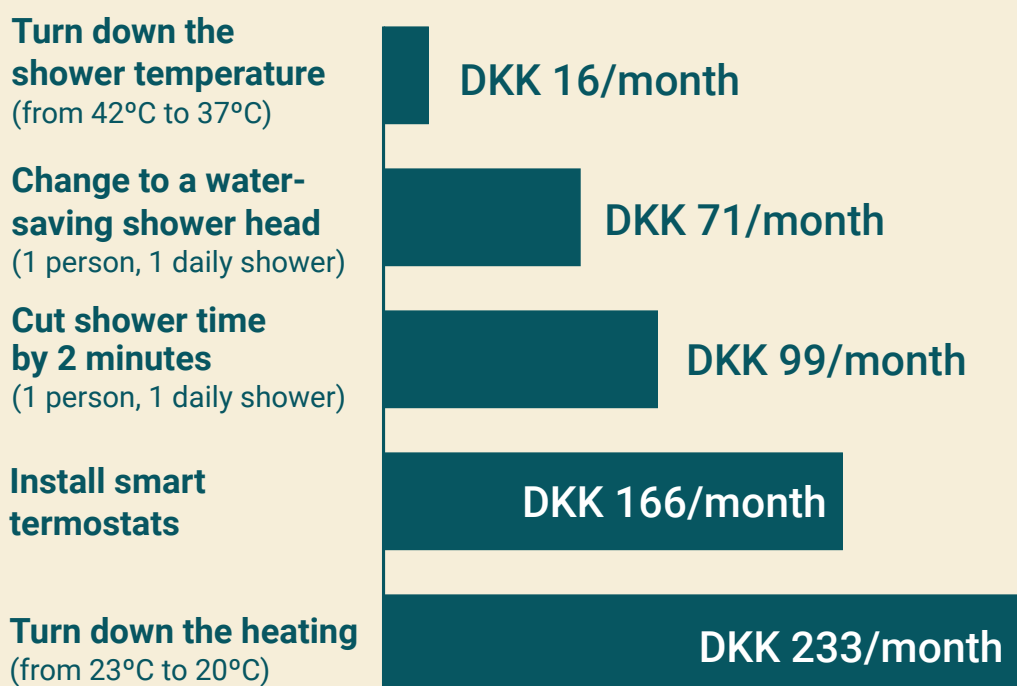 Turn down the
shower temperature
(from 42ºC to 37ºC)
DKK 16/month
Change to a water-
saving shower head
(1 person, 1 daily shower)
DKK 71/month
Cut shower time
by 2 minutes
(1 person, 1 daily shower)
DKK 99/month
Install smart
termostats
DKK 166/month
Turn down the heating
(from 23ºC to 20ºC)
DKK 233/month